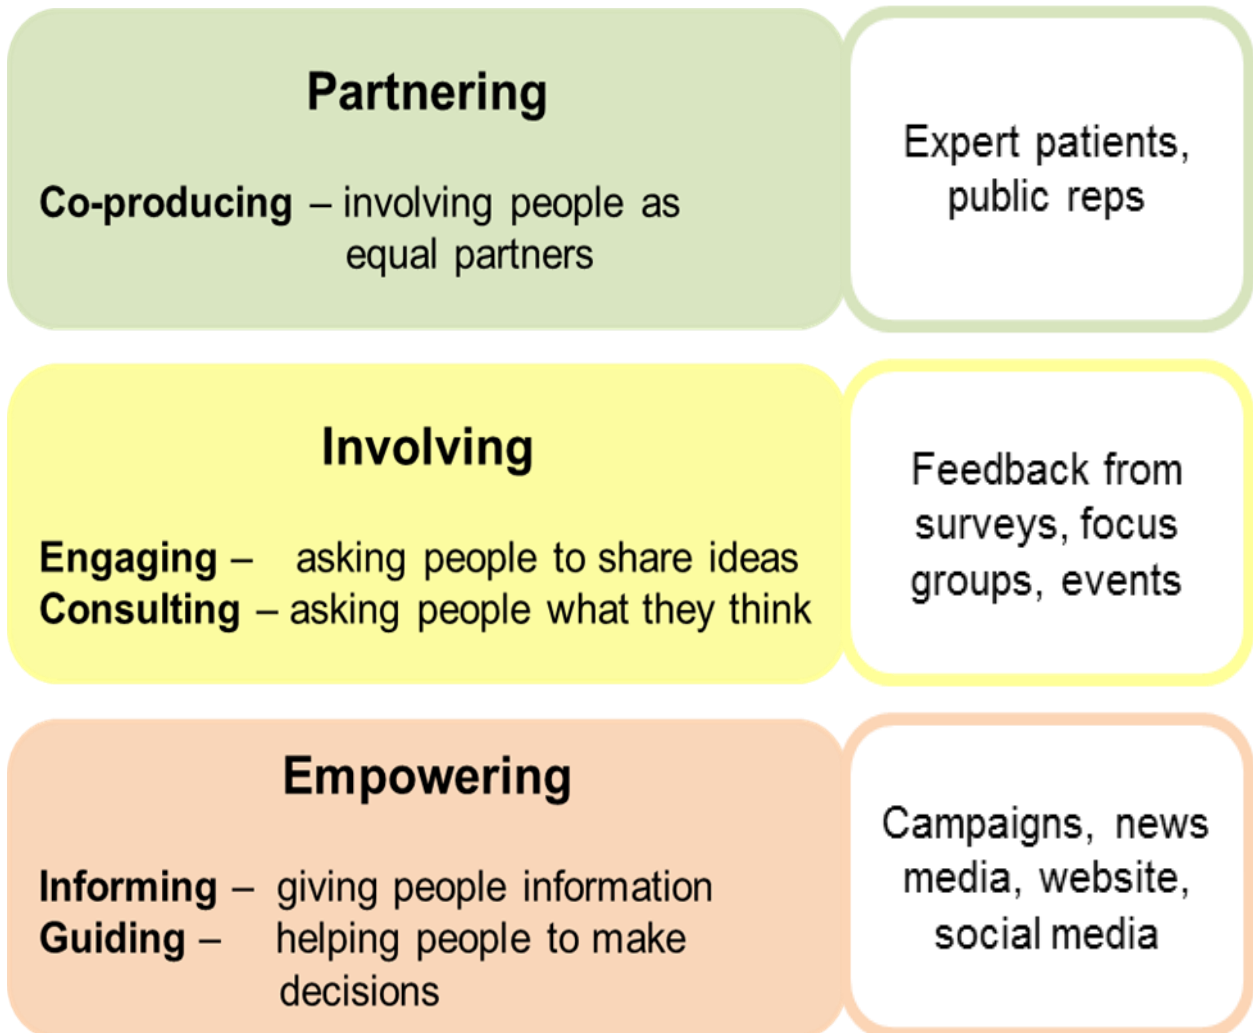 Partnering
Co-producing – involving people as
equal partners
Expert patients,
public reps
Involving
Engaging – asking people to share ideas
Consulting – asking people what they think
Feedback from
surveys, focus
groups, events
Empowering
Informing – giving people information
Guiding – helping people to make
decisions
Campaigns, news
media, website,
social media